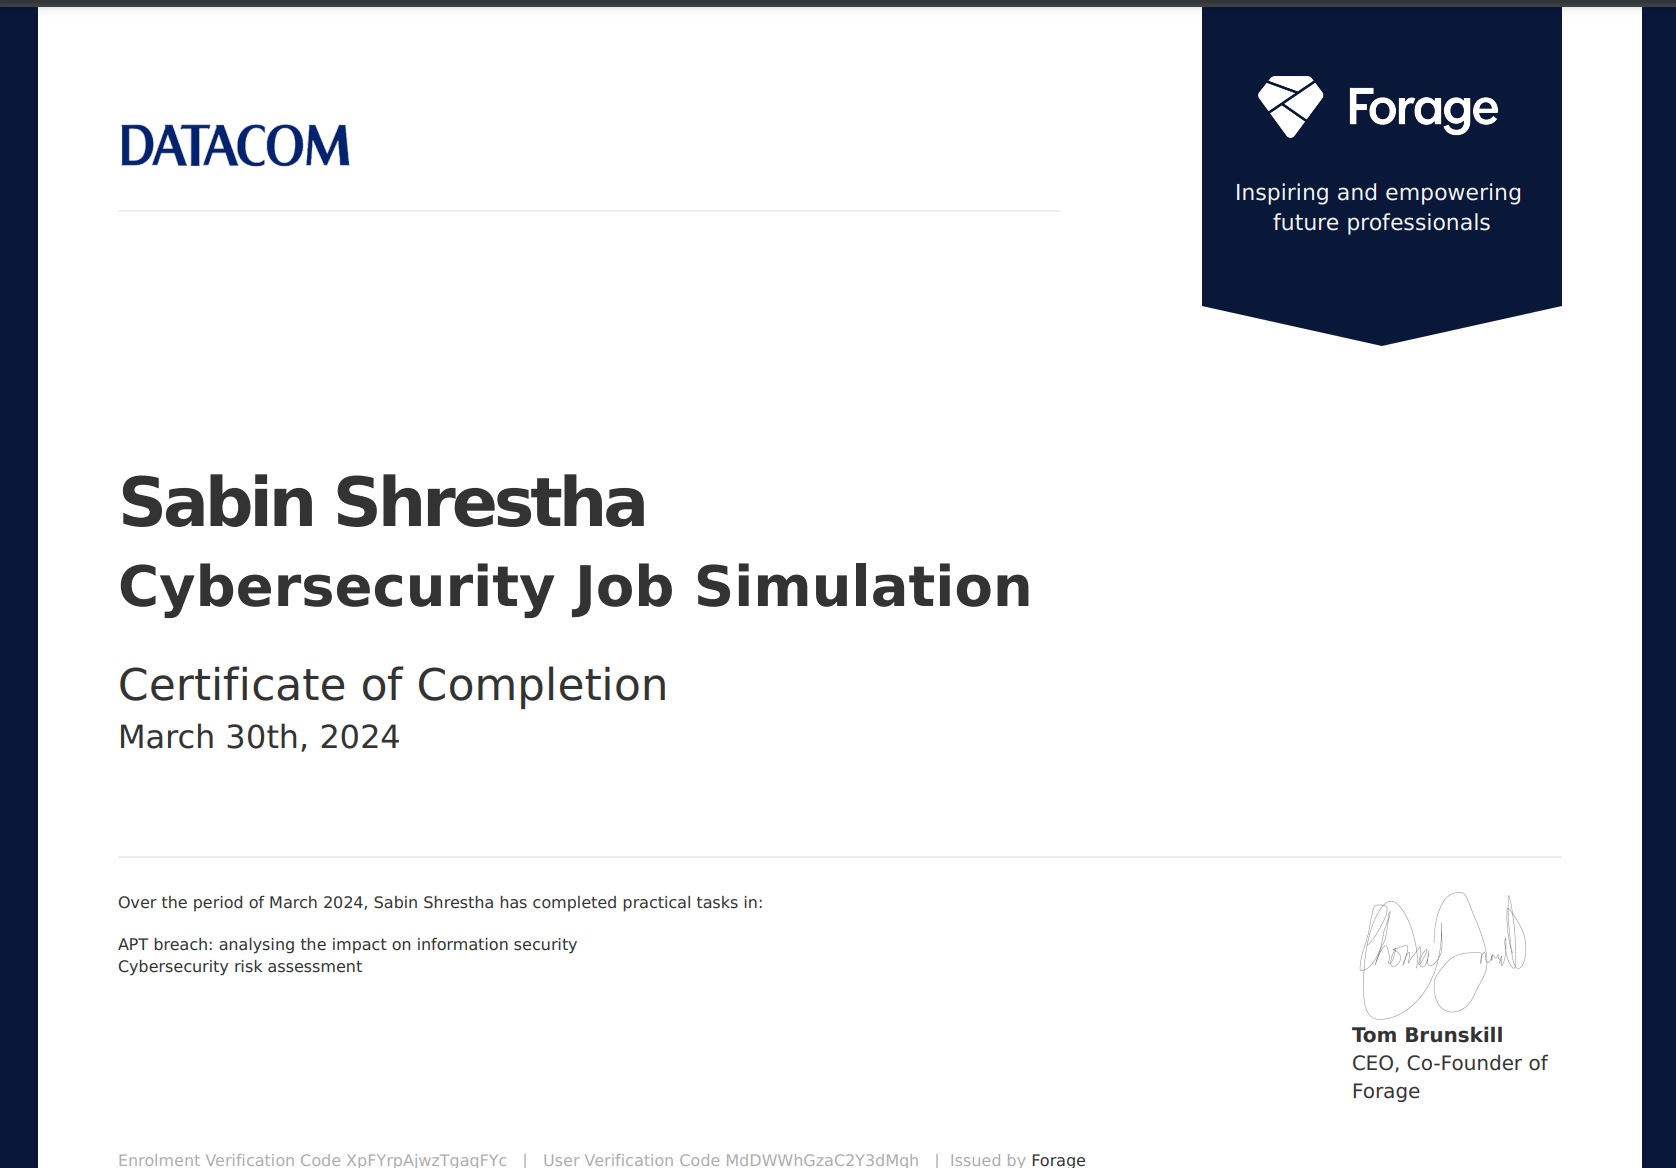 DATACOM
Forage
Inspiring and empowering
future professionals
Sabin Shrestha
Cybersecurity Job Simulation
Certificate of Completion
March 30th, 2024
Over the period of March 2024, Sabin Shrestha has completed practical tasks in:
APT breach: analysing the impact on information security
Cybersecurity risk assessment
Tom Brunskill
CEO, Co-Founder of
Forage
Enrolment Verification Code XpFYrpAjwzTgaqFYc | User Verification Code MdDWWhGzaC2Y3dMqh | Issued by Forage